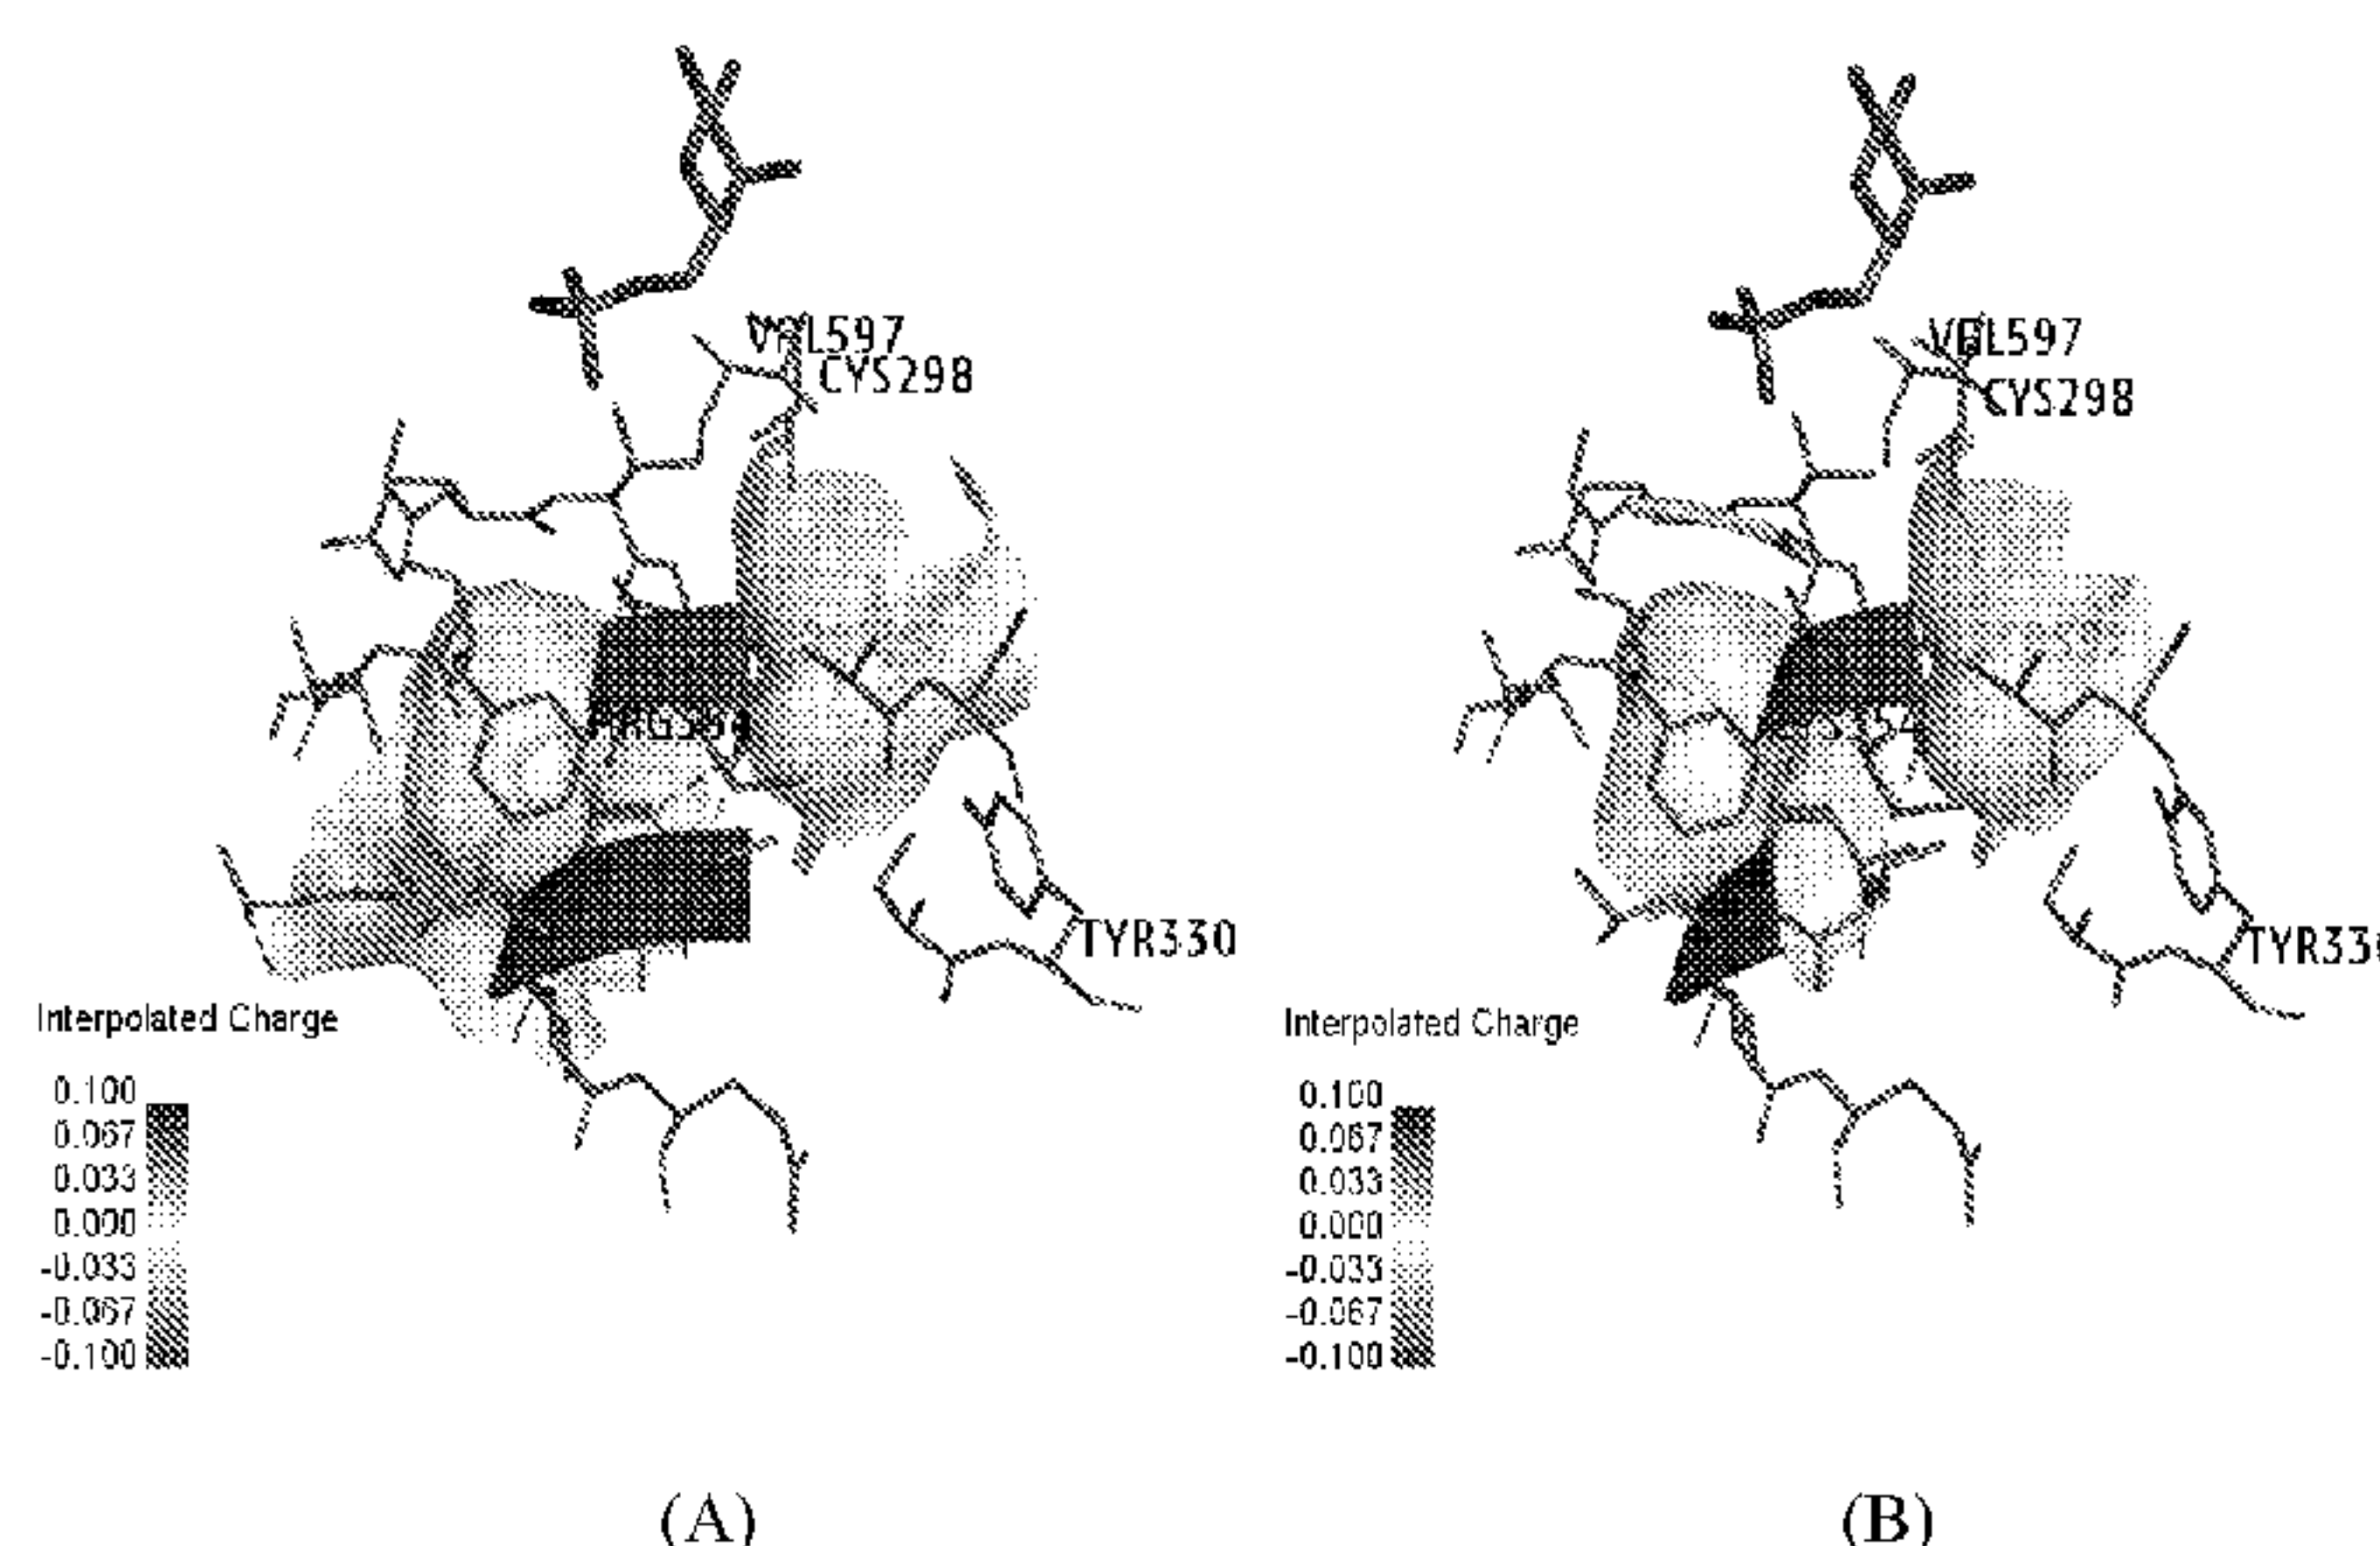 VAL597
CYS298
TYR330
Interpolated Charge
0.100
0.067
0.033
0.000
-0.033
-0.067
-0.100
(A)
VAL597
CYS298
TYR33
Interpolated Charge
0.100
0.067
0.033
0.000
-0.033
-0.067
-0.100
(B)